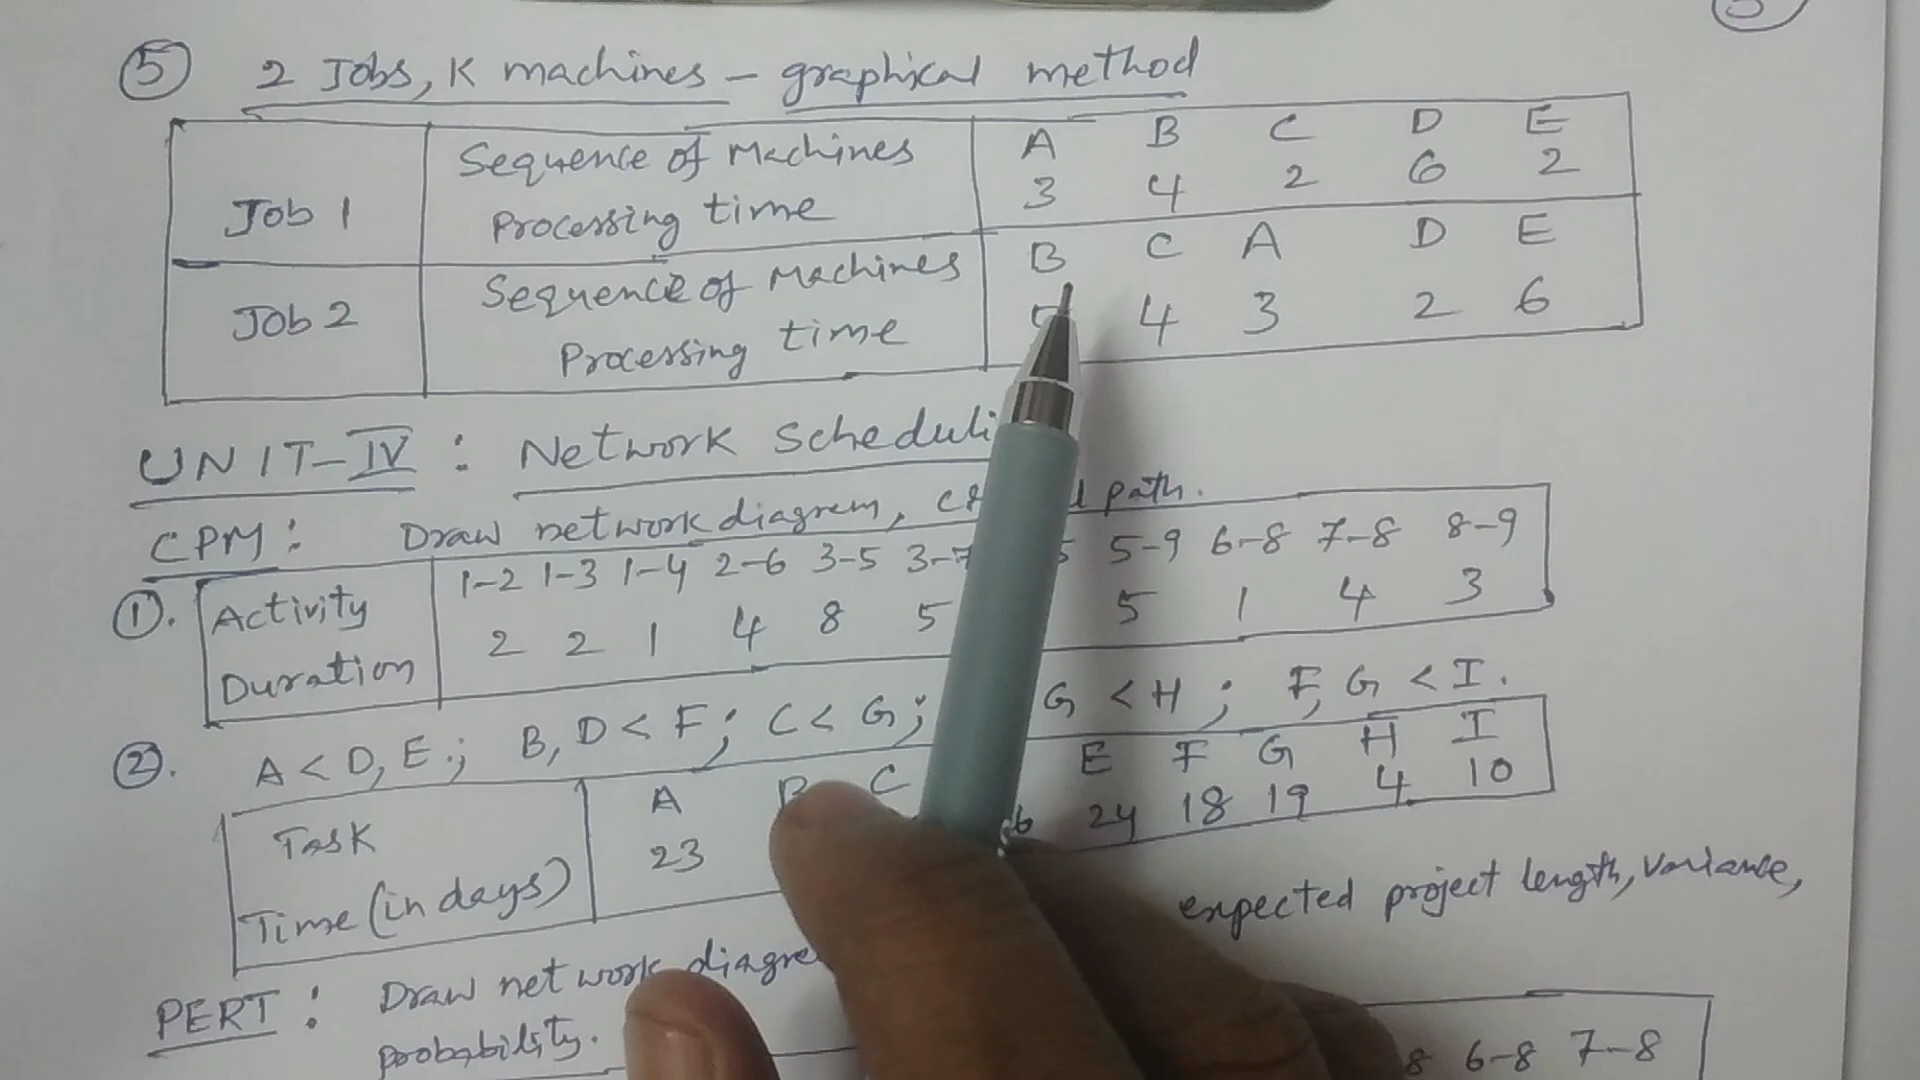 ⑤ 2 Jobs, K machines - graphical method
Job 1 Sequence of Machines A B C D E
Processing time 3 4 2 6 2
Job 2 Sequence of Machines B C A D E
Processing time 4 3 2 6
UNIT-IV : Network
CPM : Draw network diagram, path.
①. Activity 1-2 1-3 1-4 2-6 3-5 3-7 5-9 6-8 7-8 8-9
Duration 2 2 1 4 8 5 5 1 4 3
②. A < D, E.; B, D < F; C < G; G < H; F, G < I.
Task A B C E F G H I
Time (in days) 23 24 18 19 4 10
PERT : Draw network expected project length, variance,
probability.
6-8 7-8